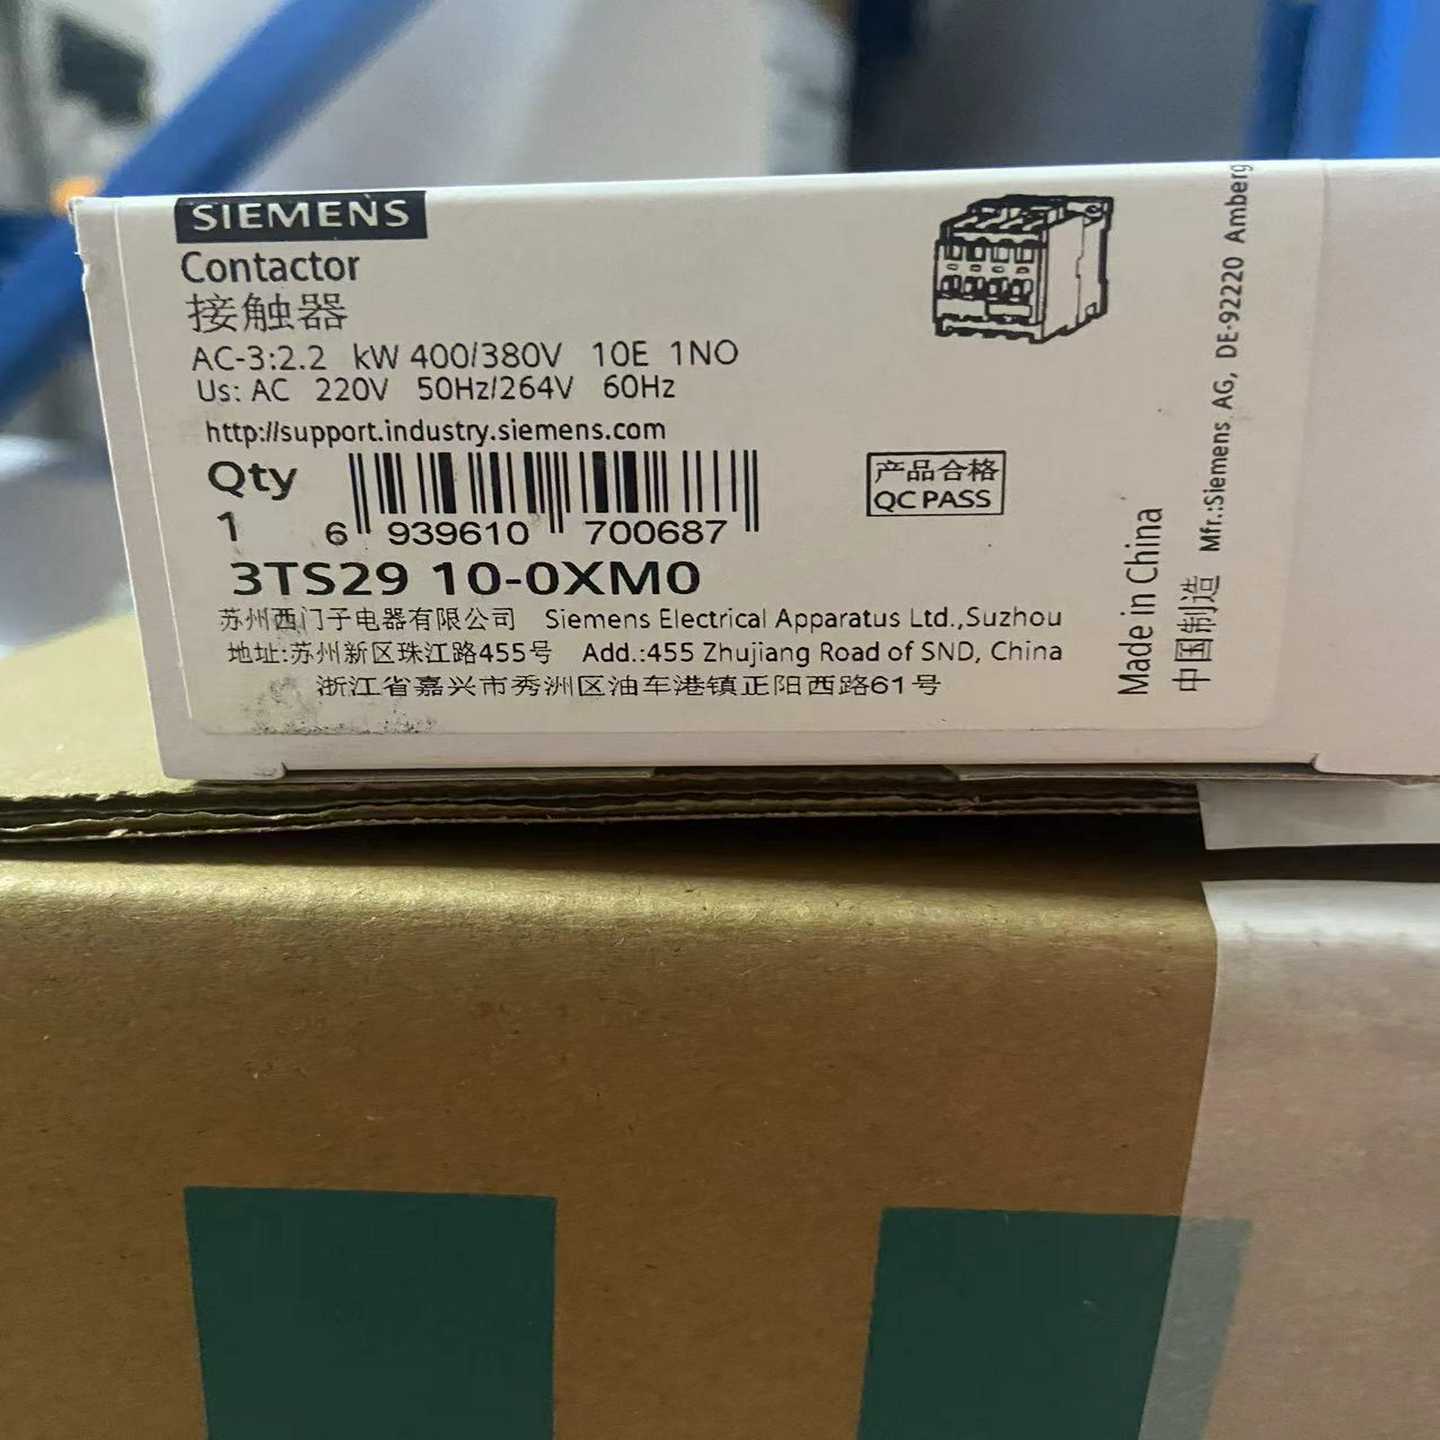 SIEMENS
Contactor
接触器
AC-3:2.2 kW 400/380V 10E 1NO
Us: AC 220V 50Hz/264V 60Hz
http://support.industry.siemens.com
Qty
1
6 939610 700687
产品合格
QC PASS
3TS29 10-0XM0
苏州西门子电器有限公司 Siemens Electrical Apparatus Ltd.,Suzhou
地址:苏州新区珠江路455号 Add.:455 Zhujiang Road of SND, China
浙江省嘉兴市秀洲区油车港镇正阳西路61号
Made in China
中国制造 Mfr.:Siemens AG, DE-92220 Amberg